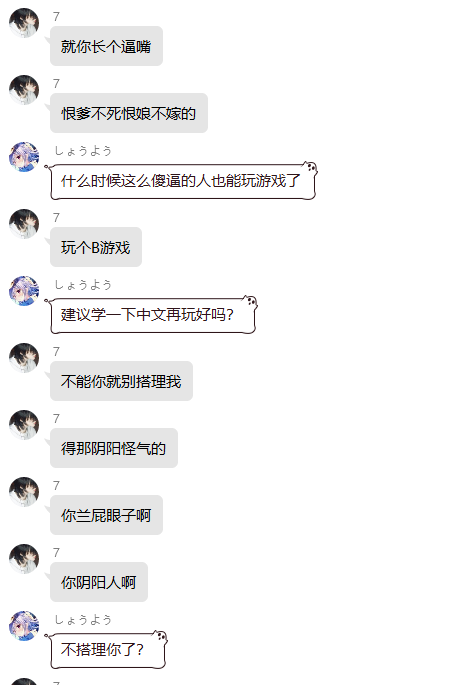 7
就你长个逼嘴
7
恨爹不死恨娘不嫁的
しょうよう
什么时候这么傻逼的人也能玩游戏了
7
玩个B游戏
しょうよう
建议学一下中文再玩好吗？
7
不能你就别搭理我
7
得那阴阳怪气的
7
你兰屁眼子啊
7
你阴阳人啊
しょうよう
不搭理你了？
7